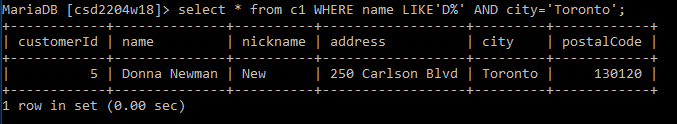 MariaDB [csd2204w18]> select * from c1 WHERE name LIKE'D%' AND city='Toronto';
+------------+--------------+----------+------------------+---------+------------+
| customerId | name         | nickname | address          | city    | postalCode |
+------------+--------------+----------+------------------+---------+------------+
|          5 | Donna Newman | New      | 250 Carlson Blvd | Toronto |     130120 |
+------------+--------------+----------+------------------+---------+------------+
1 row in set (0.00 sec)